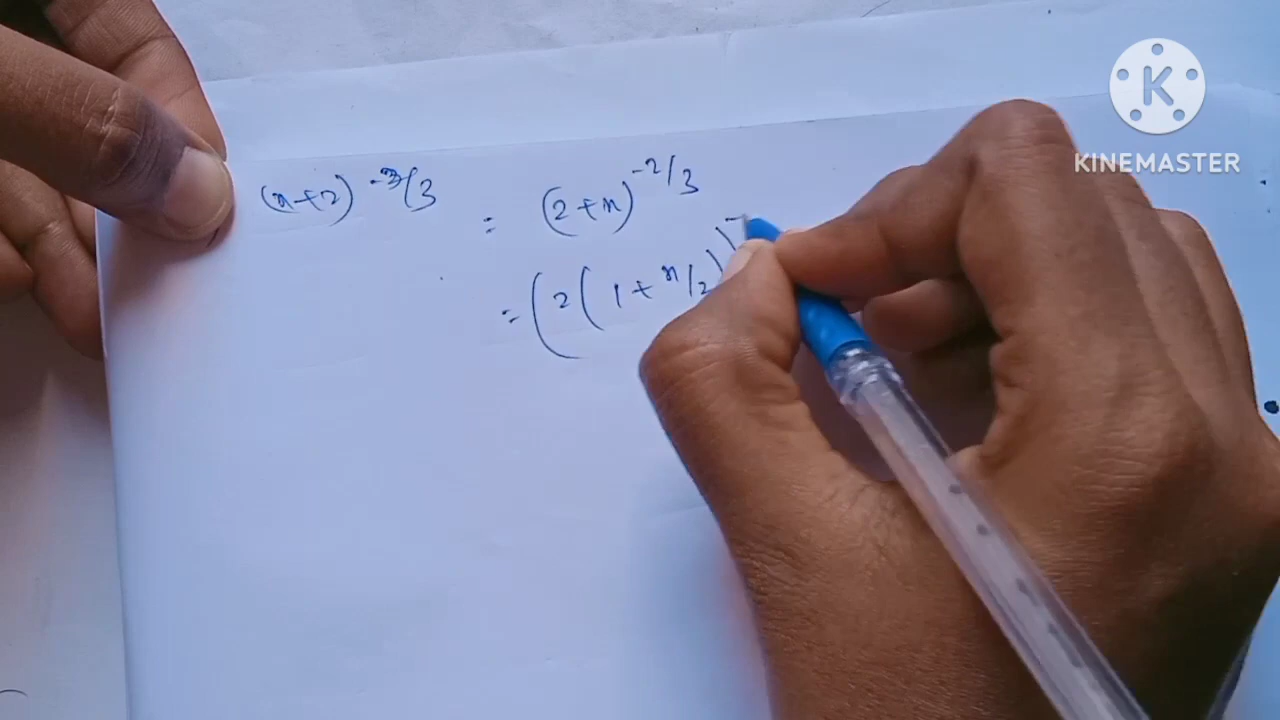 (x+2)^-2/3 = (2+x)^-2/3
= (2(1+x/2))^-
KINEMASTER